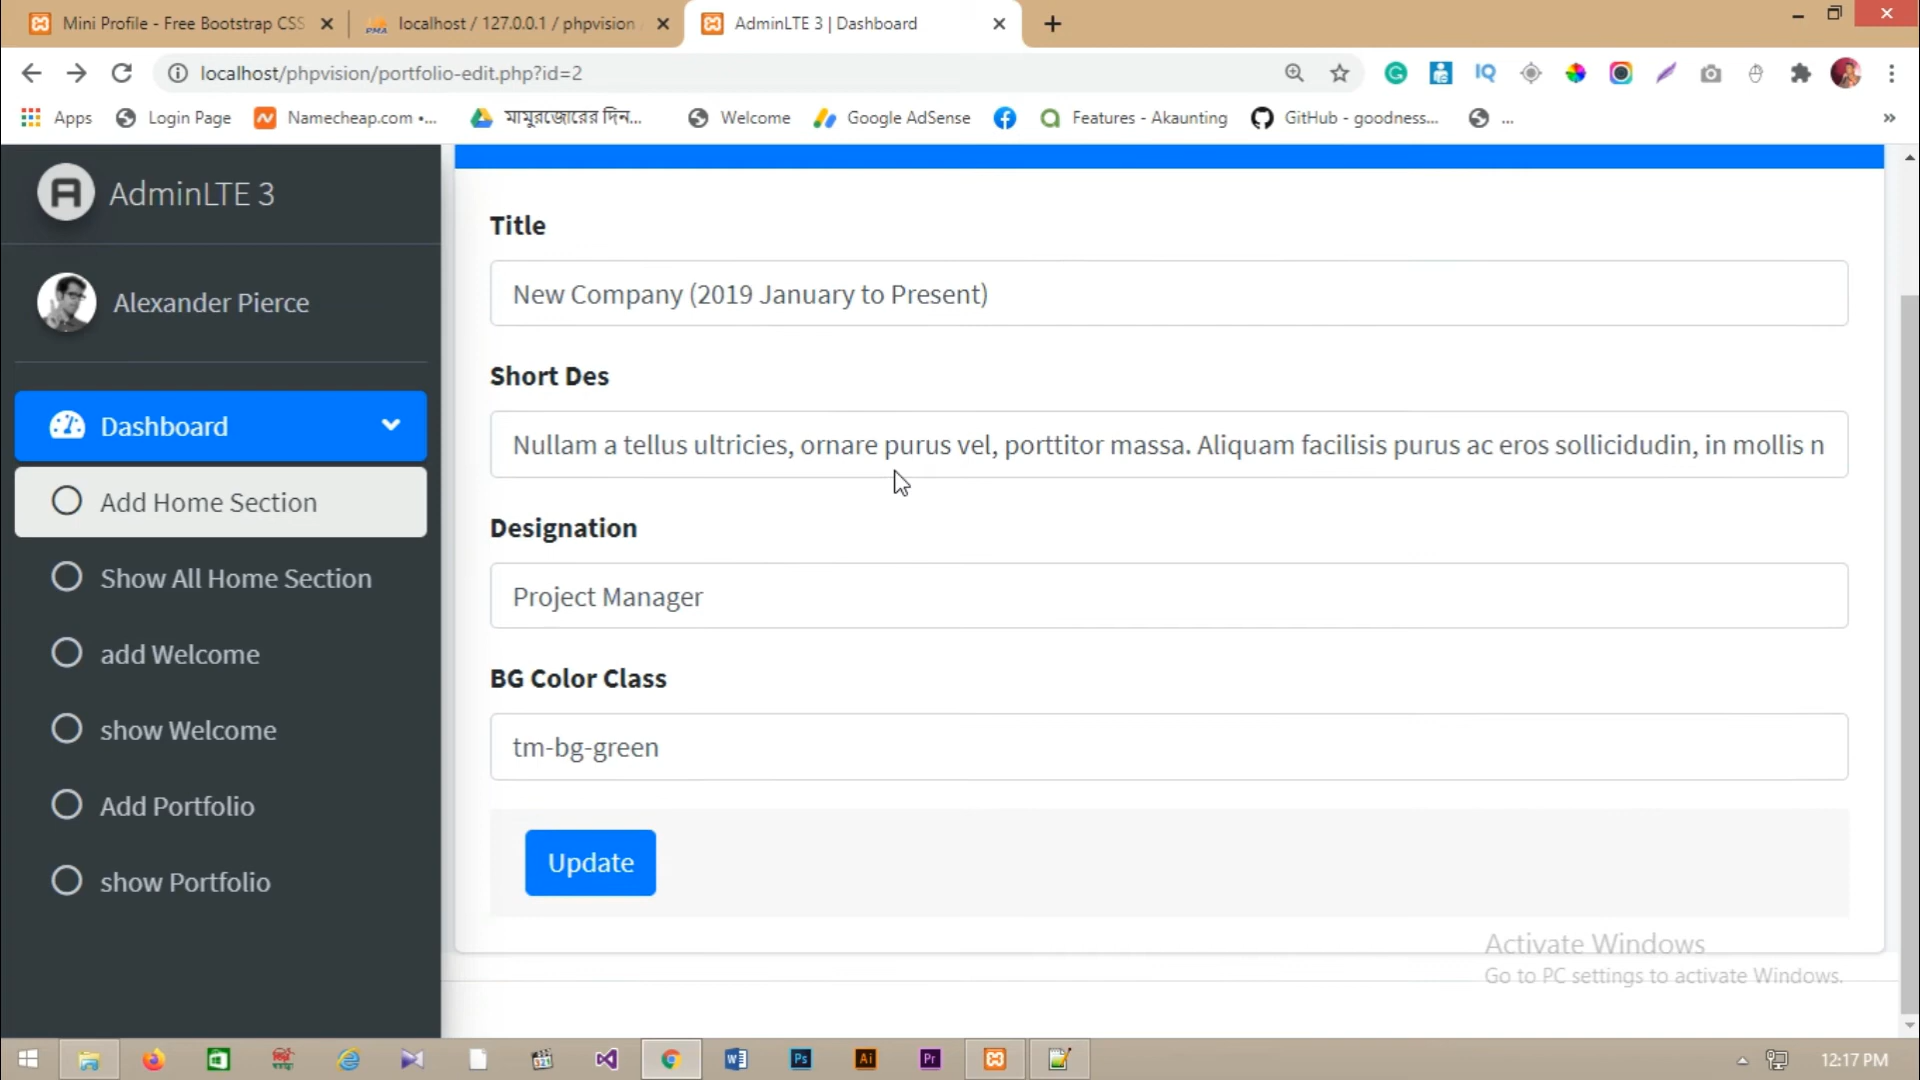 Mini Profile - Free Bootstrap CSS
localhost / 127.0.0.1 / phpvision
AdminLTE 3 | Dashboard
localhost/phpvision/portfolio-edit.php?id=2
Apps
Login Page
Namecheap.com •...
মামুরজোরের দিন...
Welcome
Google AdSense
Features - Akaunting
GitHub - goodness...
...
AdminLTE 3
Alexander Pierce
Dashboard
Add Home Section
Show All Home Section
add Welcome
show Welcome
Add Portfolio
show Portfolio
Title
New Company (2019 January to Present)
Short Des
Nullam a tellus ultricies, ornare purus vel, porttitor massa. Aliquam facilisis purus ac eros sollicidudin, in mollis n
Designation
Project Manager
BG Color Class
tm-bg-green
Update
Activate Windows
Go to PC settings to activate Windows.
12:17 PM